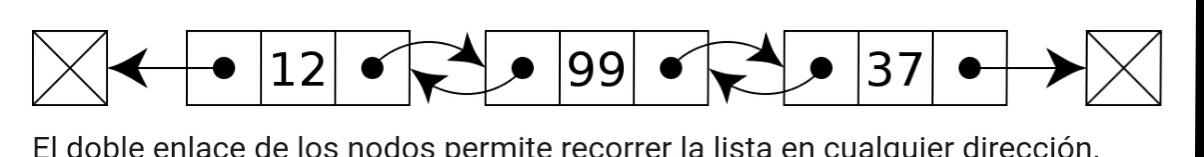 12 99 37
El doble enlace de los nodos permite recorrer la lista en cualquier dirección.